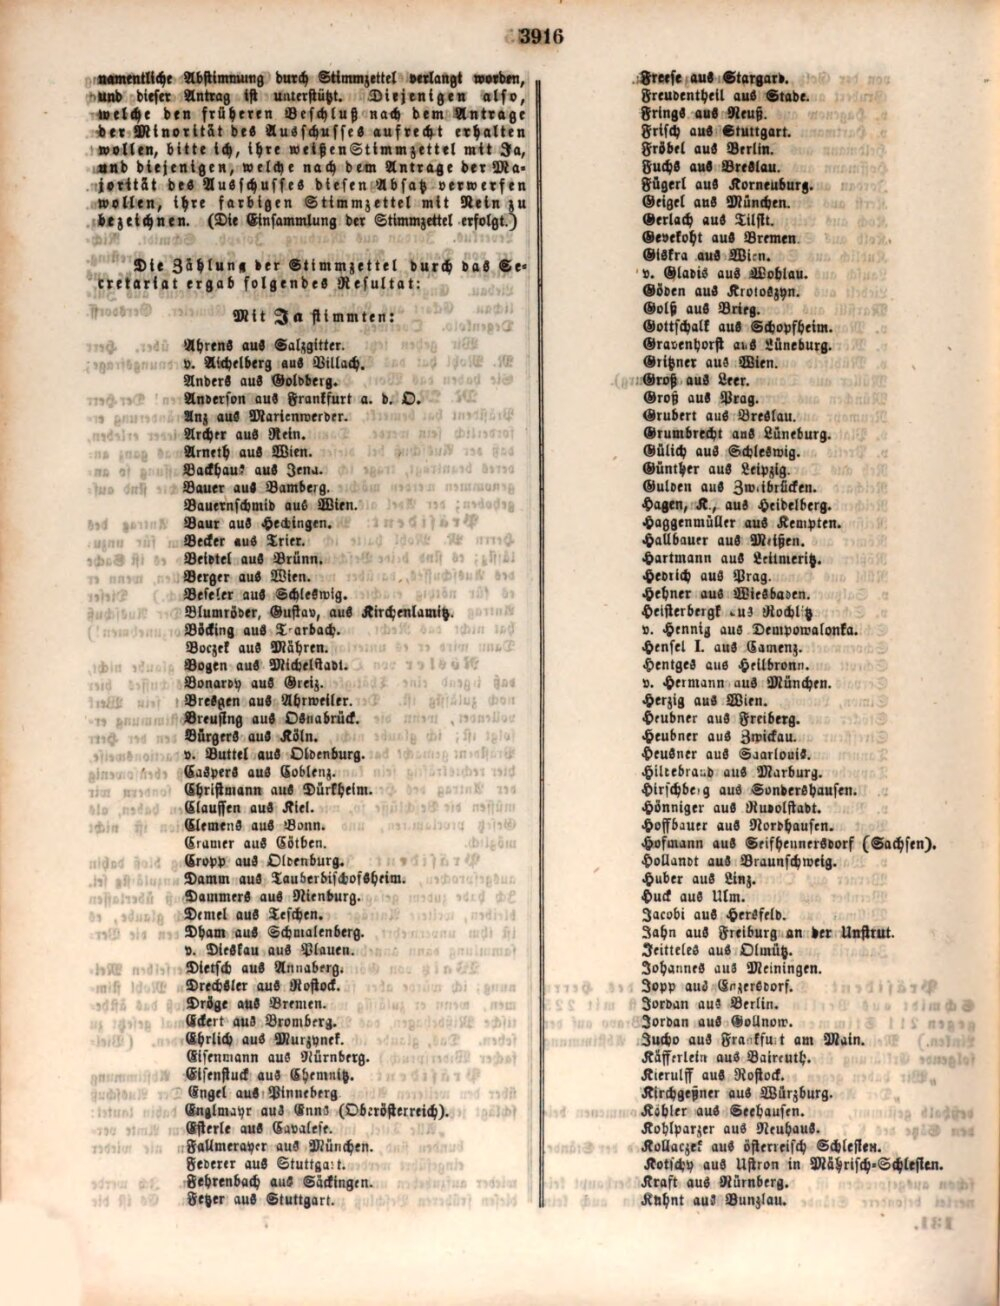 3916
namentliche Abstimmung durch Stimmzettel verlangt worden,
und dieser Antrag ist unterstützt. Diejenigen also,
welche den früheren Beschluß nach dem Antrage
der Minorität des Ausschusses aufrecht erhalten
wollen, bitte ich, ihre weißen Stimmzettel mit Ja,
und diejenigen, welche nach dem Antrage der Ma-
jorität des Ausschusses diesen Absatz verwerfen
wollen, ihre farbigen Stimmzettel mit Nein zu
bezeichnen. (Die Einsammlung der Stimmzettel erfolgt.)
Die Zählung der Stimmzettel durch das Se-
cretariat ergab folgendes Resultat:
Mit Ja stimmten:
Ahrens aus Salzgitter.
v. Aichelberg aus Villach.
Anders aus Goldberg.
Anderson aus Frankfurt a. d. O.
Anz aus Marienwerder.
Archer aus Rein.
Arneth aus Wien.
Backhaus aus Jena.
Bauer aus Bamberg.
Bauernschmid aus Wien.
Baur aus Hechingen.
Becker aus Trier.
Beidtel aus Brünn.
Berger aus Wien.
Beseler aus Schleswig.
Blumröder, Gustav, aus Kirchenlamitz.
Böcking aus Trarbach.
Boczek aus Mähren.
Bogen aus Michelstadt.
Bonardy aus Greiz.
Bresgen aus Ahrweiler.
Breusing aus Osnabrück.
Bürgers aus Köln.
v. Buttel aus Oldenburg.
Caspers aus Coblenz.
Christmann aus Dürkheim.
Claussen aus Kiel.
Clemens aus Bonn.
Cramer aus Cöthen.
Cropp aus Oldenburg.
Damm aus Tauberbischofsheim.
Dammers aus Nienburg.
Demel aus Teschen.
Dham aus Schmalenberg.
v. Dieskau aus Plauen.
Dietsch aus Annaberg.
Drechsler aus Rostock.
Dröge aus Bremen.
Eckert aus Bromberg.
Ehrlich aus Murzynek.
Eisenmann aus Nürnberg.
Eisenstuck aus Chemnitz.
Engel aus Pinneberg
Englmayr aus Enns (Oberösterreich).
Esterle aus Cavalese.
Fallmerayer aus München.
Federer aus Stuttgart.
Fehrenbach aus Säckingen.
Fetzer aus Stuttgart.
Freese aus Stargard.
Freudentheil aus Stade.
Frings aus Neuß.
Frisch aus Stuttgart.
Fröbel aus Berlin.
Fuchs aus Breslau.
Fügerl aus Korneuburg.
Geigel aus München.
Gerlach aus Tilsit.
Gevekoht aus Bremen.
Giskra aus Wien.
v. Gladis aus Wohlau.
Göden aus Krotoszyn.
Goltz aus Brieg.
Gottschalk aus Schopfheim.
Gravenhorst aus Lüneburg.
Gritzner aus Wien.
Groß aus Leer.
Groß aus Prag.
Grubert aus Breslau.
Grumbrecht aus Lüneburg.
Gülich aus Schleswig.
Günther aus Leipzig.
Gulden aus Zweibrücken.
Hagen, K., aus Heidelberg.
Haggenmüller aus Kempten.
Hallbauer aus Meißen.
Hartmann aus Leitmeritz.
Hedrich aus Prag.
Hehner aus Wiesbaden.
Heisterbergk aus Rochlitz
v. Hennig aus Dempowalonka.
Hensel I. aus Camenz.
Hentges aus Heilbronn.
v. Hermann aus München.
Herzig aus Wien.
Heubner aus Freiberg.
Heubner aus Zwickau.
Heusner aus Saarlouis.
Hildebrand aus Marburg.
Hirschberg aus Sondershausen.
Hönniger aus Rudolstadt.
Hoffbauer aus Nordhausen.
Hofmann aus Seifhennersdorf (Sachsen).
Hollandt aus Braunschweig.
Huber aus Linz.
Huck aus Ulm.
Jacobi aus Hersfeld.
Jahn aus Freiburg an der Unstrut.
Jeitteles aus Olmütz.
Johannes aus Meiningen.
Jopp aus Enzersdorf.
Jordan aus Berlin.
Jordan aus Gollnow.
Jucho aus Frankfurt am Main.
Käfferlein aus Baireuth.
Kierulff aus Rostock.
Kirchgeßner aus Würzburg.
Köhler aus Seehausen.
Kohlparzer aus Neuhaus.
Kollaczek aus österreisch Schlesien.
Kotschy aus Ustron in Mährisch-Schlesien.
Kraft aus Nürnberg.
Kuhnt aus Bunzlau.